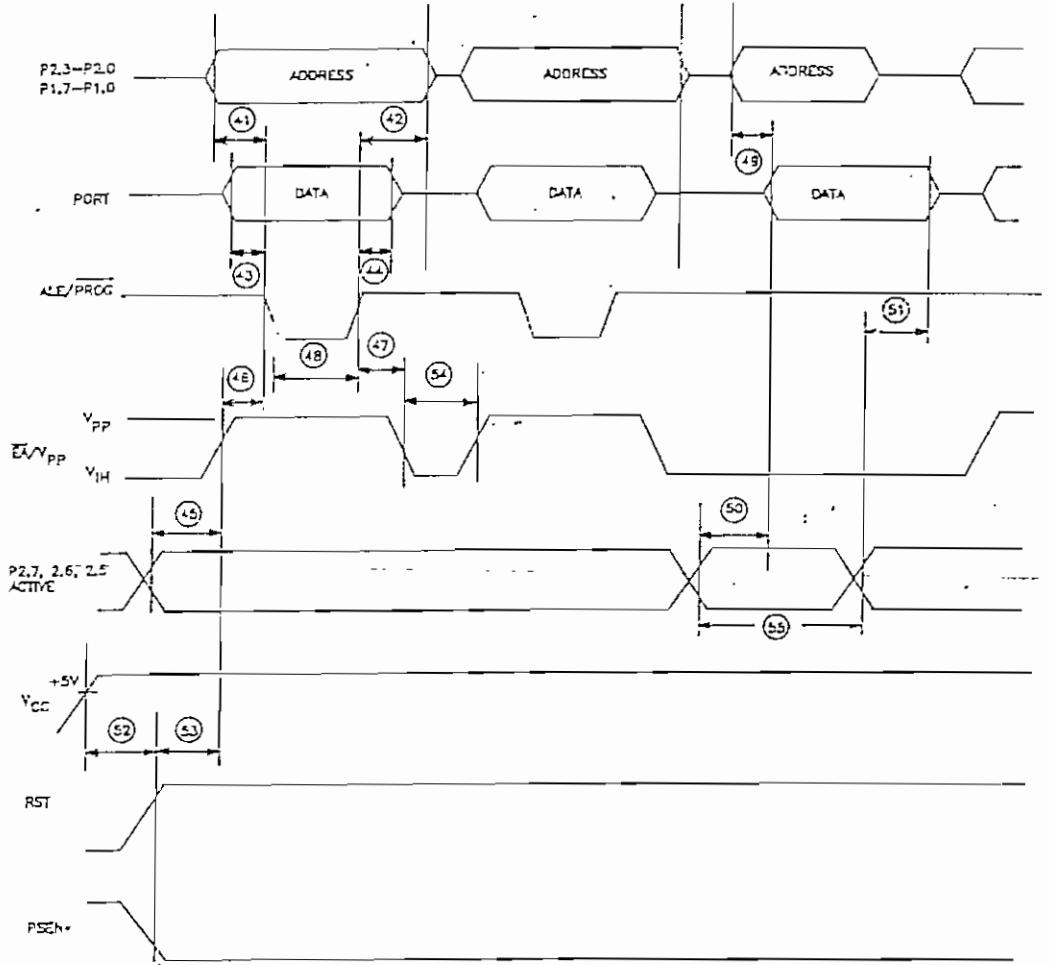 P2.3–P2.0
P1.7–P1.0
ADDRESS
ADDRESS
ADDRESS
41
42
49
PORT
DATA
DATA
DATA
43
44
ALE/PROG
51
48
47
46
54
VPP
EA/VPP
VIH
45
50
P2.7, 2.6, 2.5
ACTIVE
55
+5V
VCC
52
53
RST
PSEN*